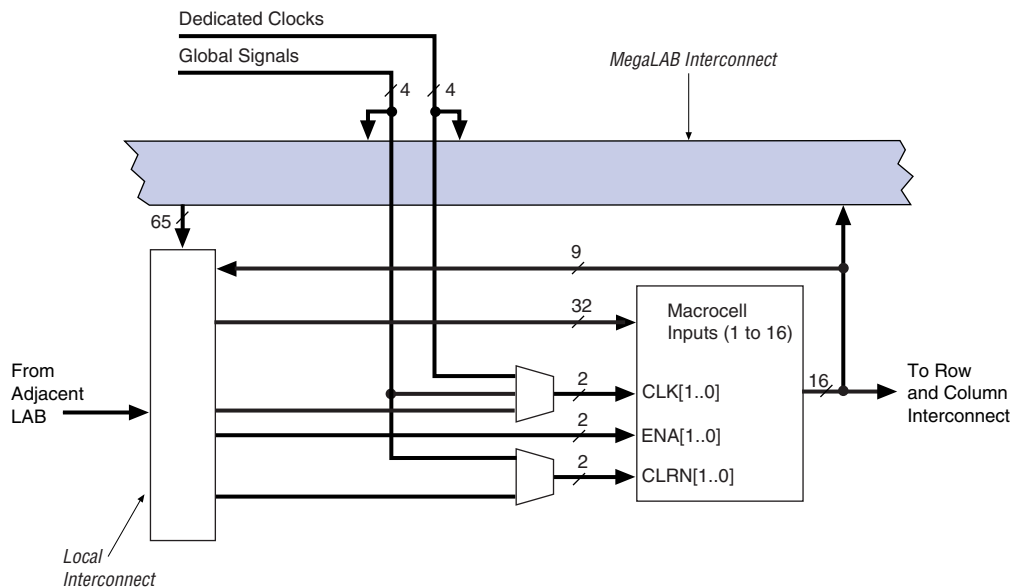 Dedicated Clocks
Global Signals
MegaLAB Interconnect
4
4
65
9
32
Macrocell
Inputs (1 to 16)
From
Adjacent
LAB
2
CLK[1..0]
16
To Row
and Column
Interconnect
2
ENA[1..0]
2
CLRN[1..0]
Local
Interconnect